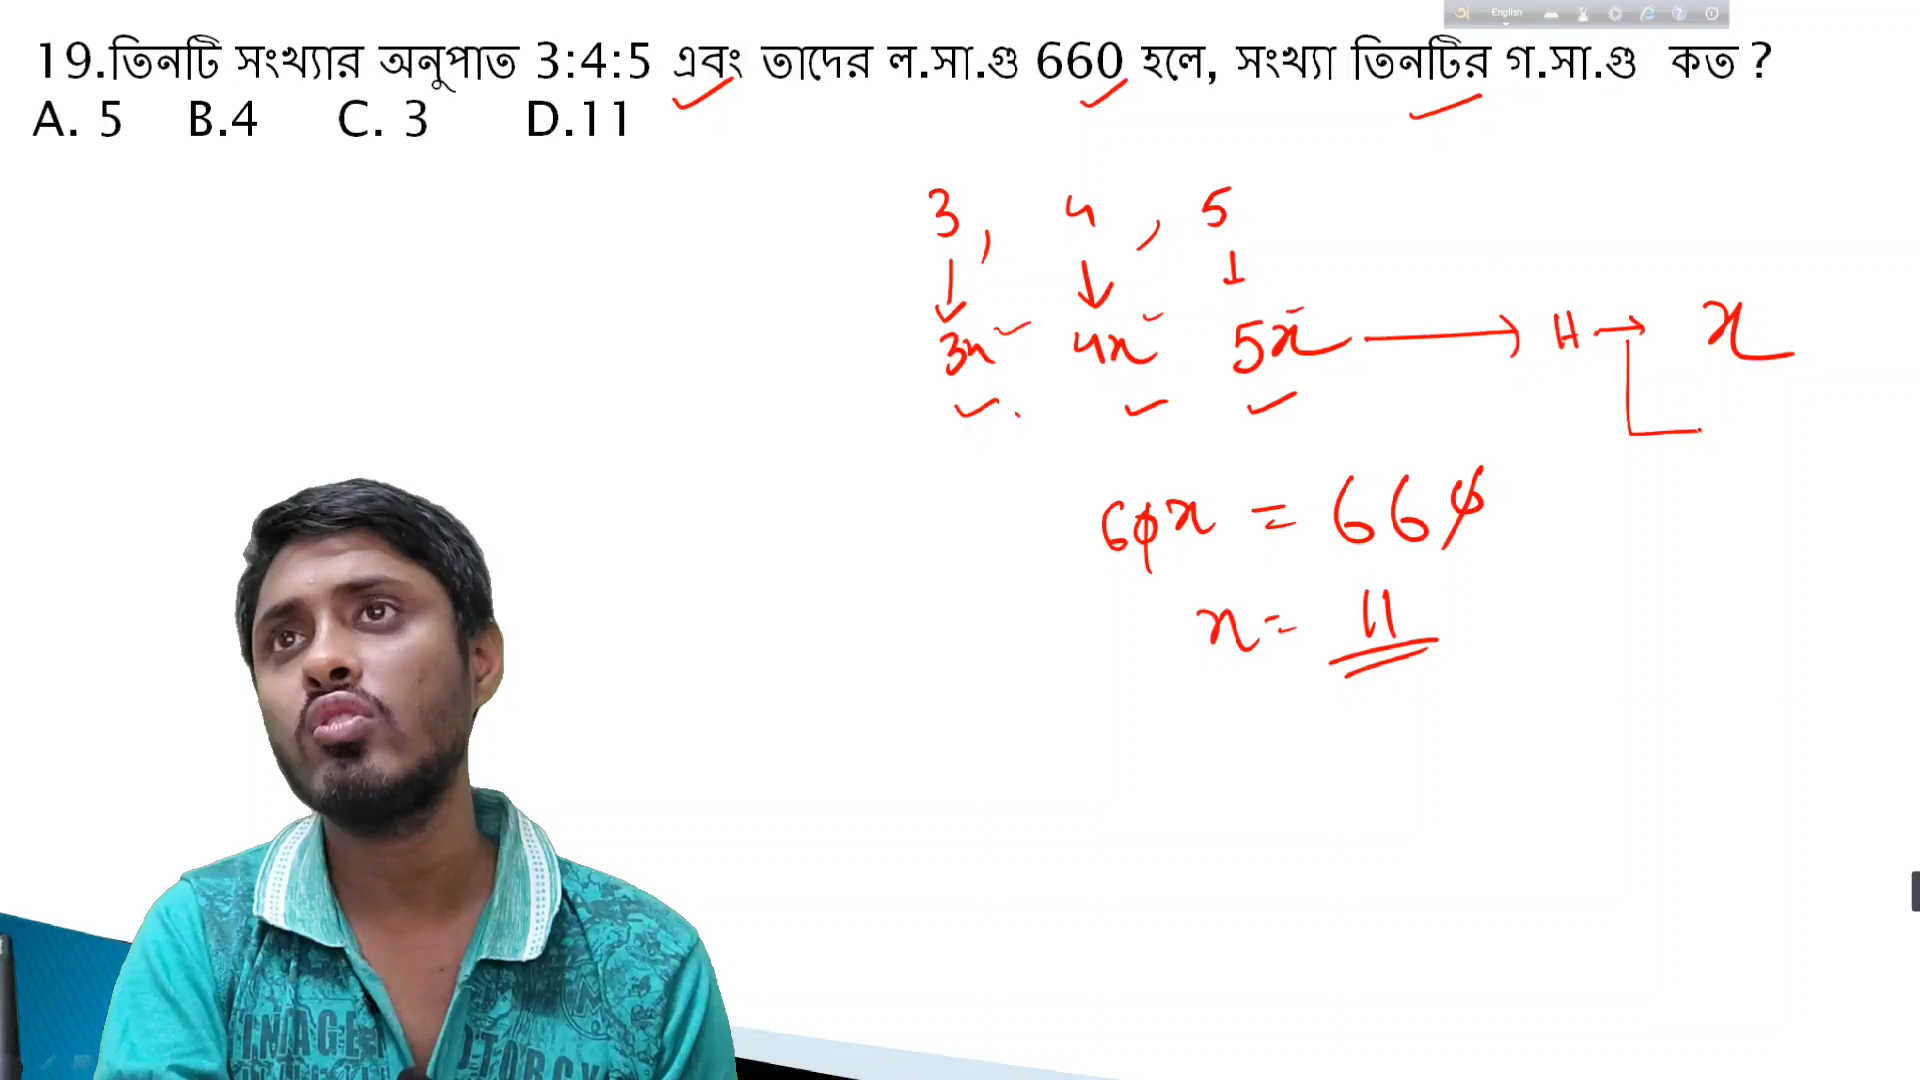 English
19.তিনটি সংখ্যার অনুপাত 3:4:5 এবং তাদের ল.সা.গু 660 হলে, সংখ্যা তিনটির গ.সা.গু কত ?
A. 5 B.4 C. 3 D.11
3, 4, 5
3x 4x 5x → H → x
60x = 660
x = 11